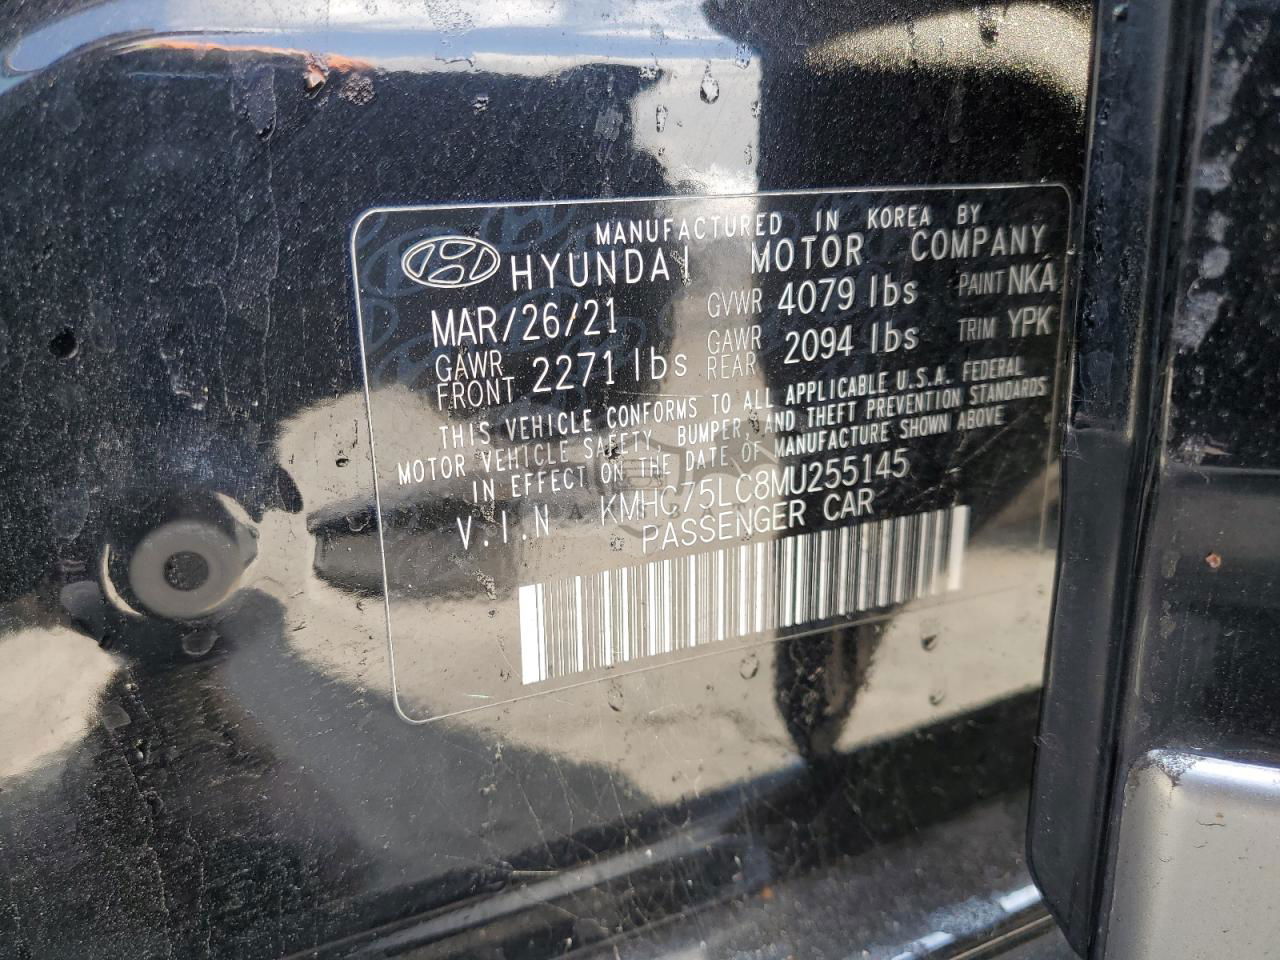 MANUFACTURED IN KOREA BY
HYUNDAI MOTOR COMPANY
MAR/26/21 GVWR 4079 lbs PAINT NKA
GAWR FRONT 2271 lbs GAWR REAR 2094 lbs TRIM YPK
THIS VEHICLE CONFORMS TO ALL APPLICABLE U.S.A. FEDERAL
MOTOR VEHICLE SAFETY, BUMPER, AND THEFT PREVENTION STANDARDS
IN EFFECT ON THE DATE OF MANUFACTURE SHOWN ABOVE
V.I.N KMHC75LC8MU255145
PASSENGER CAR